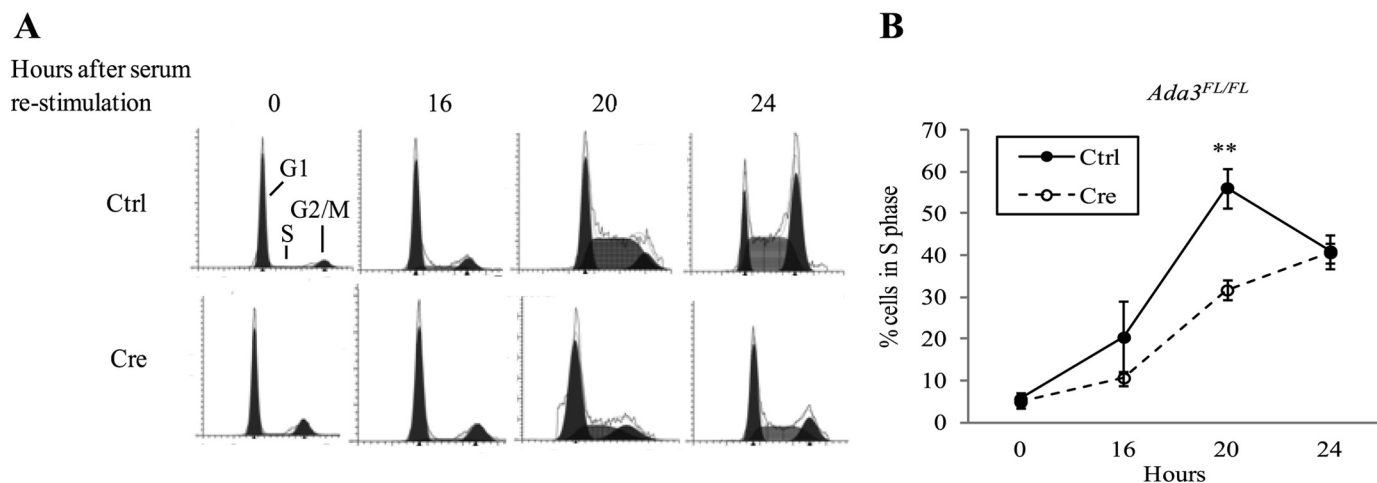 A
Hours after serum
re-stimulation
0 16 20 24
Ctrl
G1
S
G2/M
Cre
B
Ada3FL/FL
Ctrl
Cre
**
% cells in S phase
70
60
50
40
30
20
10
0
0 16 20 24
Hours